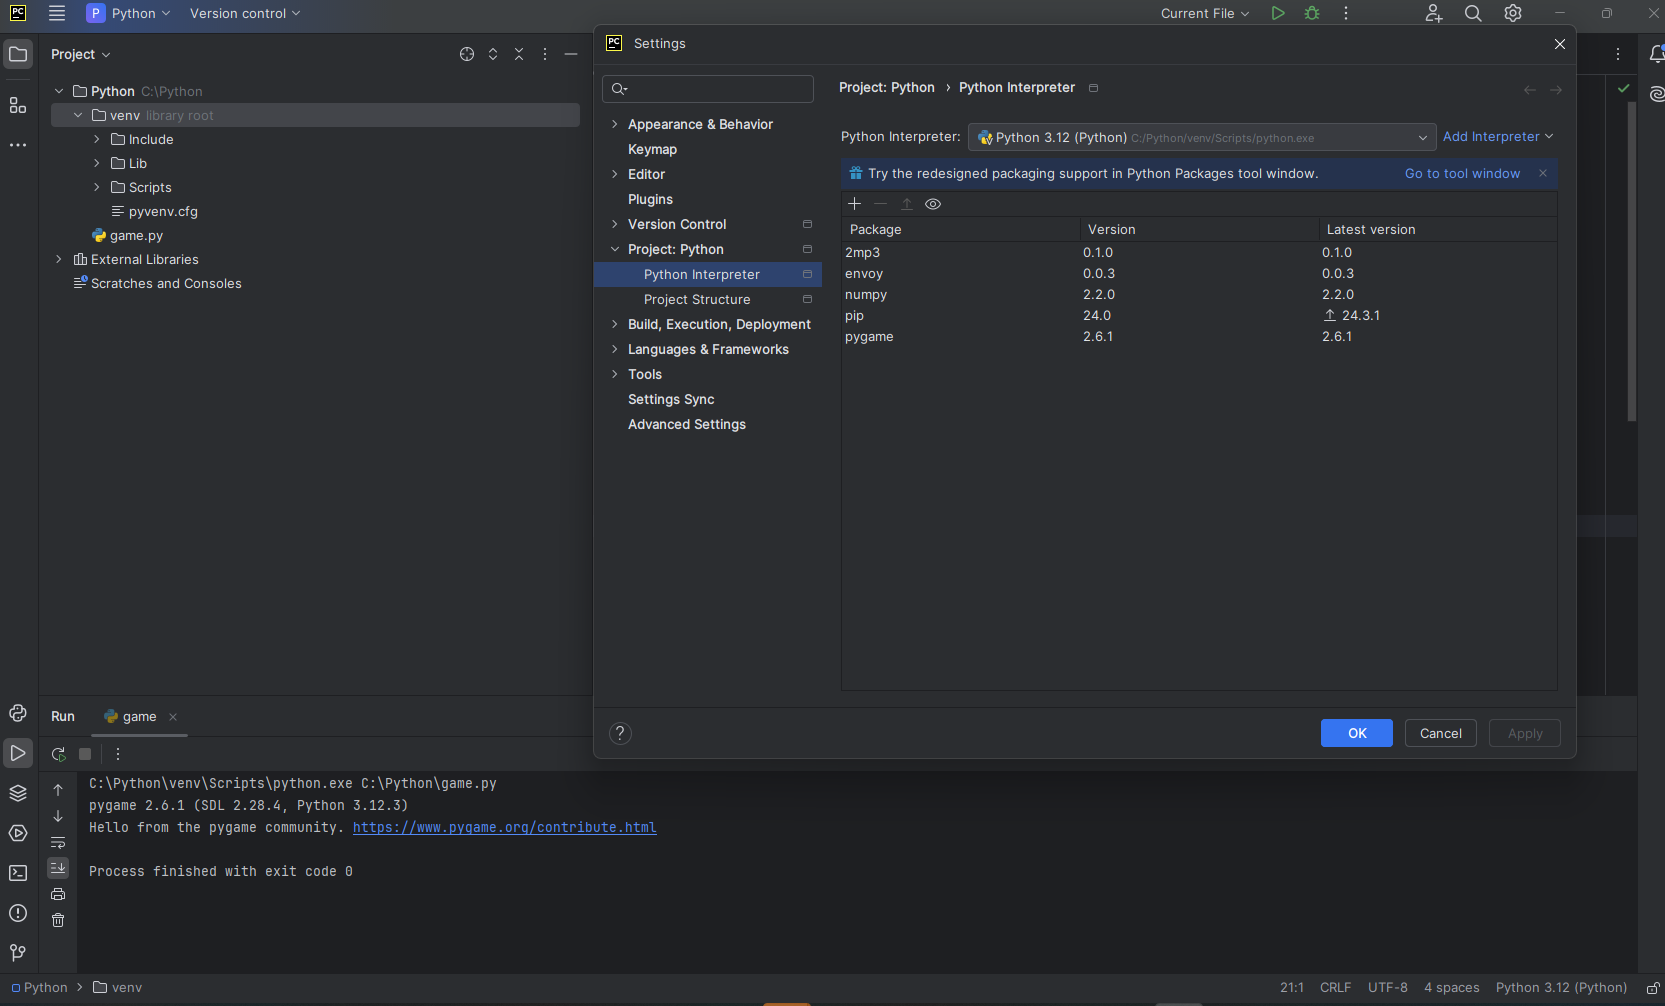 PC P Python Version control Current File
Project
Python C:\Python
venv library root
Include
Lib
Scripts
pyvenv.cfg
game.py
External Libraries
Scratches and Consoles
PC Settings
Appearance & Behavior
Keymap
Editor
Plugins
Version Control
Project: Python
Python Interpreter
Project Structure
Build, Execution, Deployment
Languages & Frameworks
Tools
Settings Sync
Advanced Settings
Project: Python › Python Interpreter
Python Interpreter: Python 3.12 (Python) C:/Python/venv/Scripts/python.exe Add Interpreter
Try the redesigned packaging support in Python Packages tool window. Go to tool window
Package Version Latest version
2mp3 0.1.0 0.1.0
envoy 0.0.3 0.0.3
numpy 2.2.0 2.2.0
pip 24.0 24.3.1
pygame 2.6.1 2.6.1
? OK Cancel Apply
Run game
C:\Python\venv\Scripts\python.exe C:\Python\game.py
pygame 2.6.1 (SDL 2.28.4, Python 3.12.3)
Hello from the pygame community. https://www.pygame.org/contribute.html
Process finished with exit code 0
Python > venv 21:1 CRLF UTF-8 4 spaces Python 3.12 (Python)